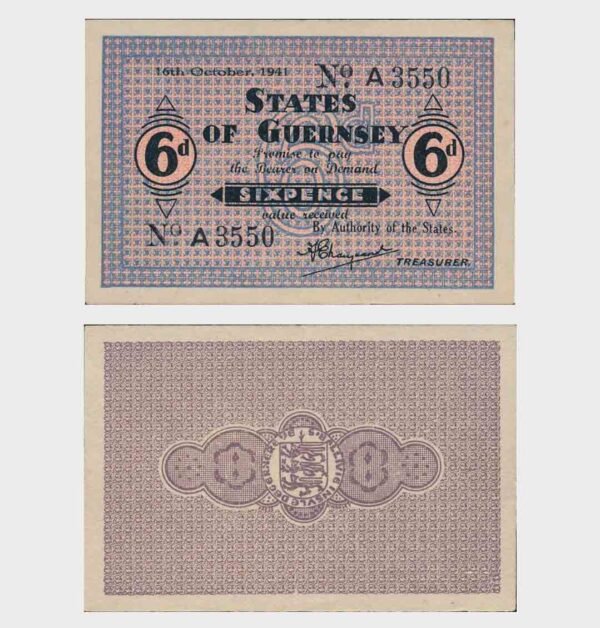 16th October, 1941 No. A 3550
STATES
OF GUERNSEY
6d 6d
Promise to pay
the Bearer on Demand
SIXPENCE
value received
No. A 3550 By Authority of the States.
TREASURER.